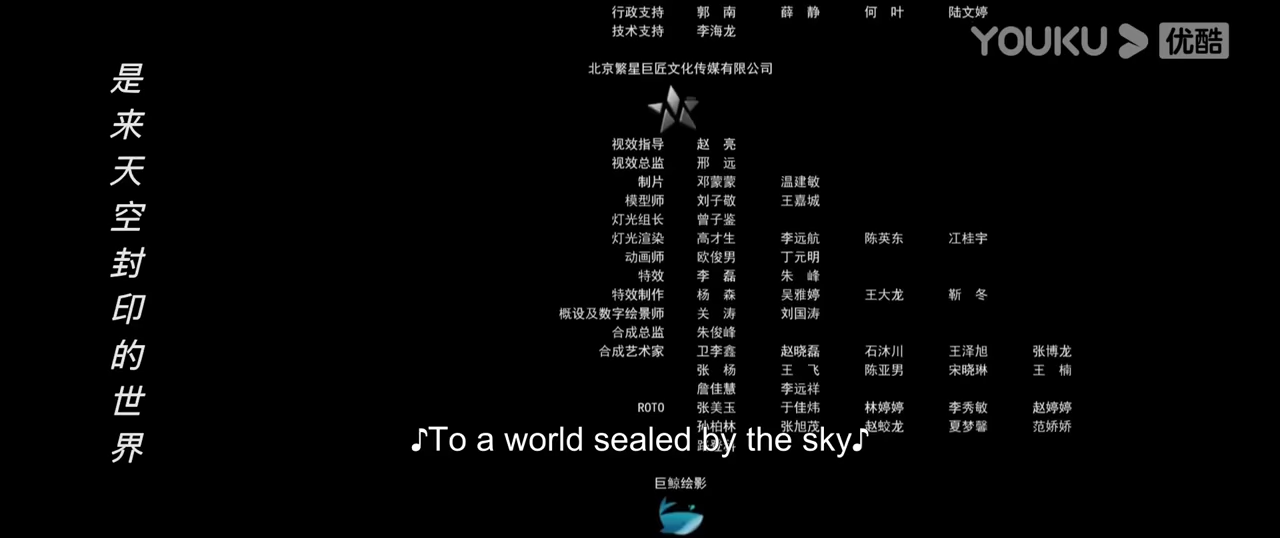 行政支持 郭 南 薛 静 何 叶 陆文婷
技术支持 李海龙
YOUKU 优酷
北京繁星巨匠文化传媒有限公司
是来天空封印的世界
视效指导 赵 亮
视效总监 邢 远
制片 邓蒙蒙 温建敏
模型师 刘子敬 王嘉城
灯光组长 曾子鉴
灯光渲染 高才生 李远航 陈英东 江桂宇
动画师 欧俊男 丁元明
特效 李 磊 朱 峰
特效制作 杨 森 吴雅婷 王大龙 靳 冬
概设及数字绘景师 关 涛 刘国涛
合成总监 朱俊峰
合成艺术家 卫李鑫 赵晓磊 石沐川 王泽旭 张博龙
张 杨 王 飞 陈亚男 宋晓琳 王 楠
詹佳慧 李远祥
ROTO 张美玉 于佳炜 林婷婷 李秀敏 赵婷婷
孙柏林 张旭茂 赵蛟龙 夏梦馨 范娇娇
♪To a world sealed by the sky♪
巨鲸绘影